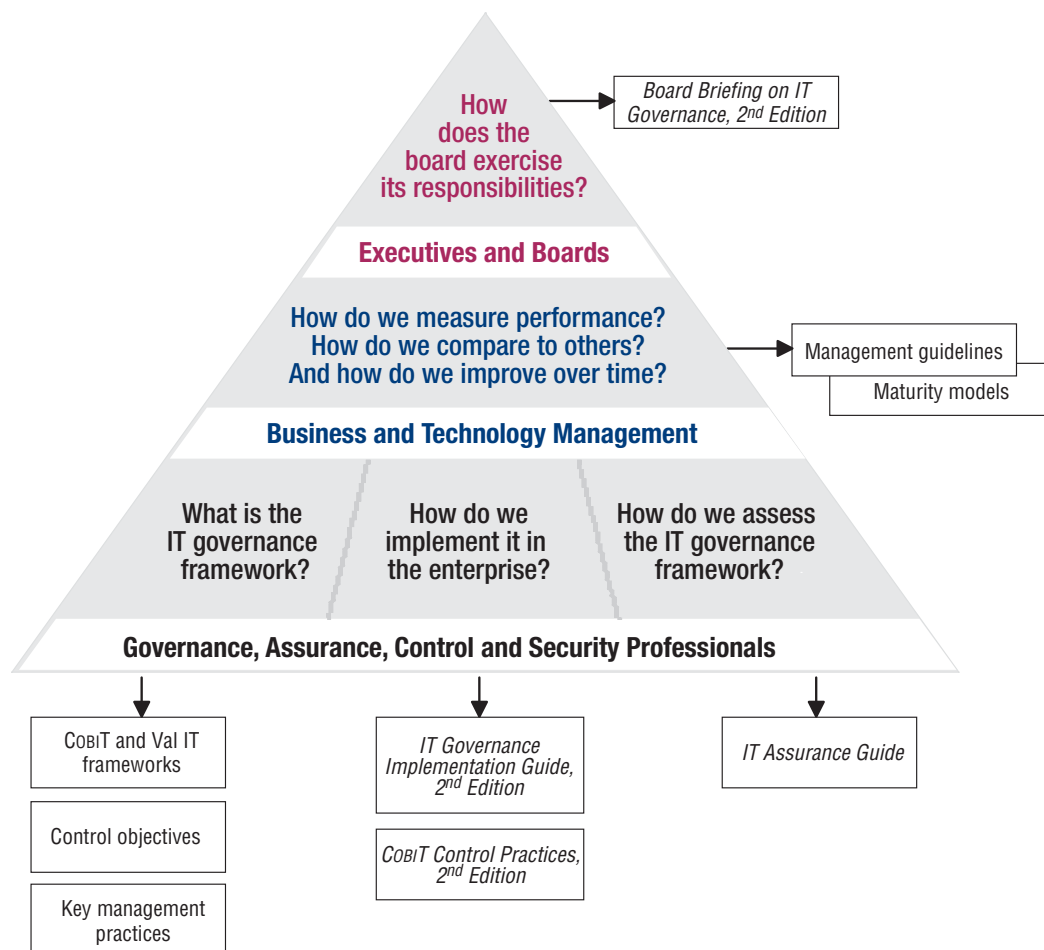 How
does the
board exercise
its responsibilities?
Board Briefing on IT
Governance, 2nd Edition
Executives and Boards
How do we measure performance?
How do we compare to others?
And how do we improve over time?
Management guidelines
Maturity models
Business and Technology Management
What is the
IT governance
framework?
How do we
implement it in
the enterprise?
How do we assess
the IT governance
framework?
Governance, Assurance, Control and Security Professionals
COBIT and Val IT
frameworks
Control objectives
Key management
practices
IT Governance
Implementation Guide,
2nd Edition
COBIT Control Practices,
2nd Edition
IT Assurance Guide